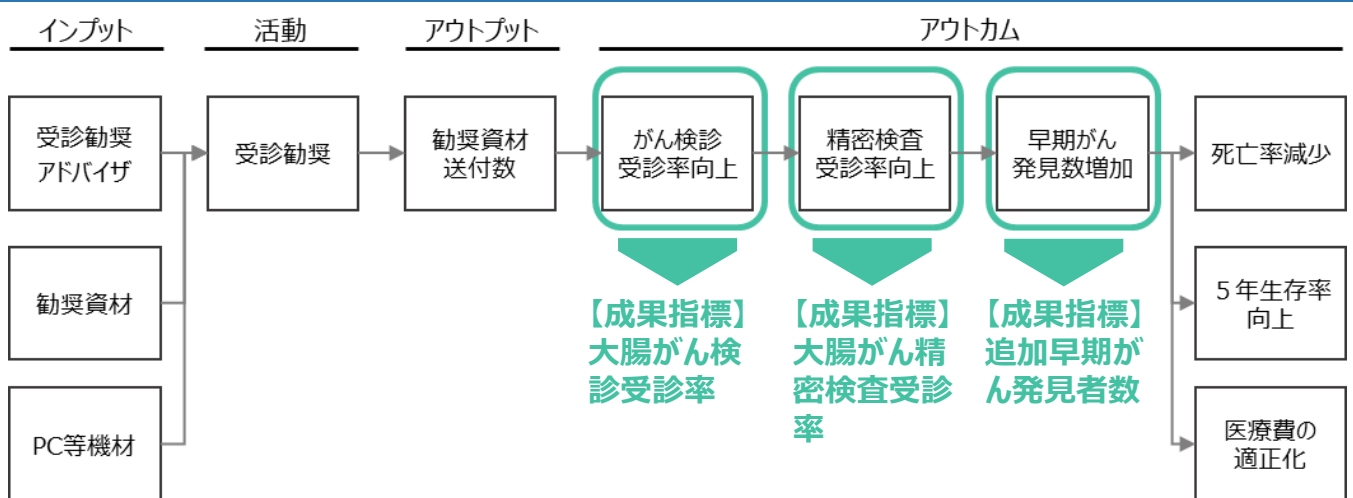 インプット
活動
アウトプット
アウトカム
受診勧奨
アドバイザ
勧奨資材
PC等機材
受診勧奨
勧奨資材
送付数
がん検診
受診率向上
精密検査
受診率向上
早期がん
発見数増加
死亡率減少
５年生存率
向上
医療費の
適正化
【成果指標】
大腸がん検
診受診率
【成果指標】
大腸がん精
密検査受診
率
【成果指標】
追加早期が
ん発見者数